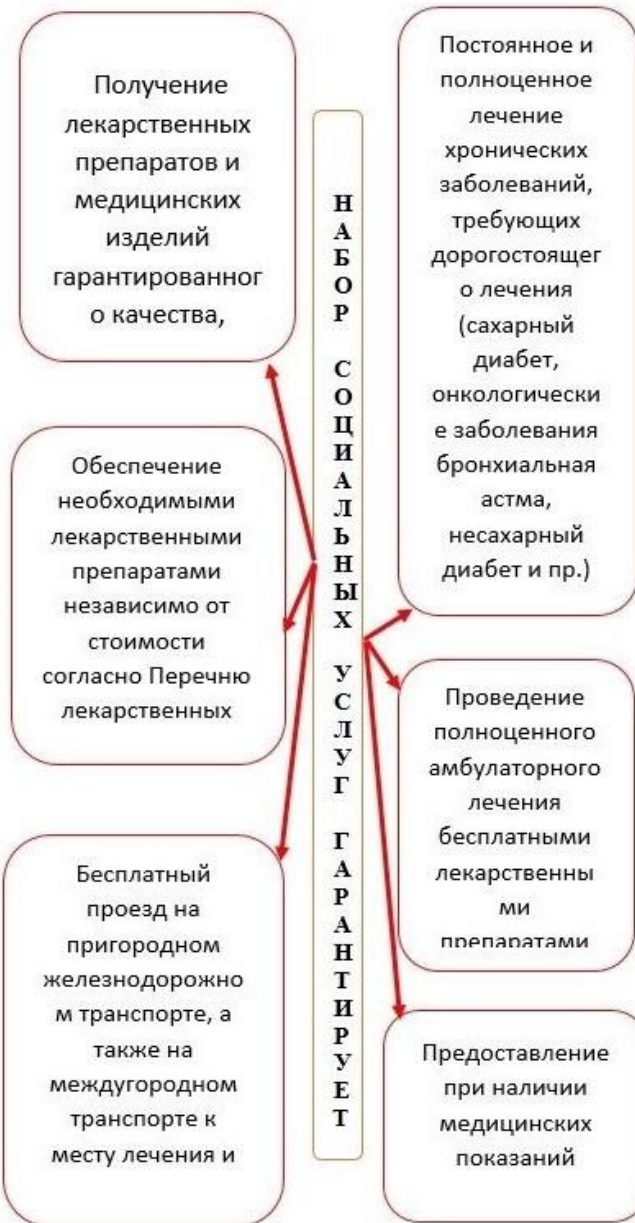 Получение
лекарственных
препаратов и
медицинских
изделий
гарантированног
о качества,
Обеспечение
необходимыми
лекарственными
препаратами
независимо от
стоимости
согласно Перечню
лекарственных
Бесплатный
проезд на
пригородном
железнодорожно
м транспорте, а
также на
междугородном
транспорте к
месту лечения и
НАБОР СОЦИАЛЬНЫХ УСЛУГ ГАРАНТИРУЕТ
Постоянное и
полноценное
лечение
хронических
заболеваний,
требующих
дорогостоящег
о лечения
(сахарный
диабет,
онкологически
е заболевания
бронхиальная
астма,
несахарный
диабет и пр.)
Проведение
полноценного
амбулаторного
лечения
бесплатными
лекарственны
ми
препаратами
Предоставление
при наличии
медицинских
показаний